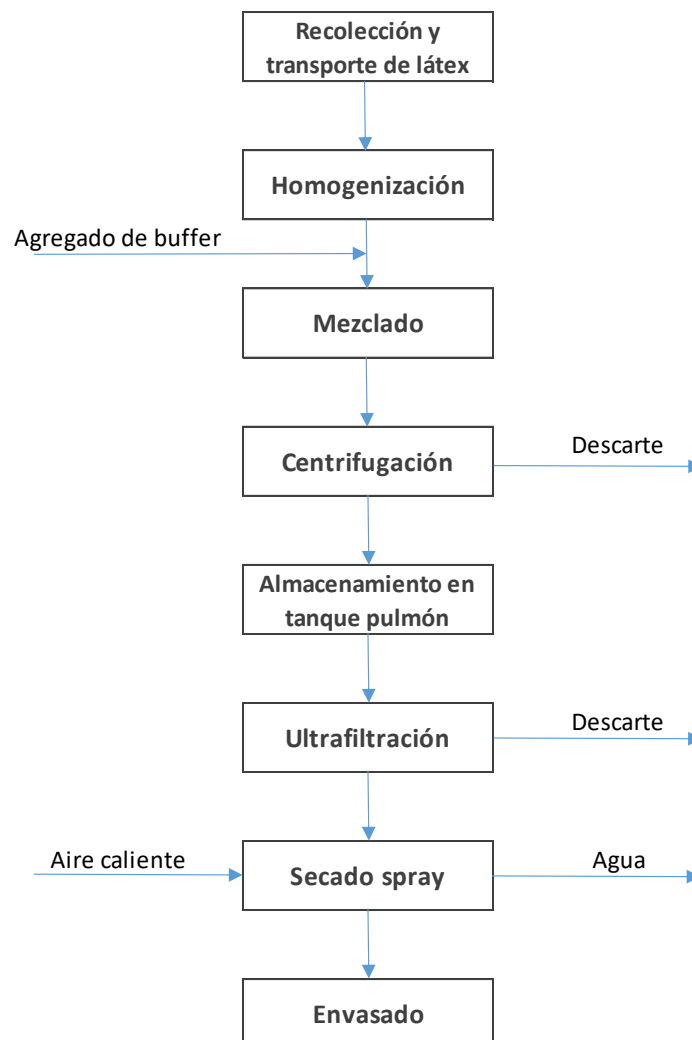 Recolección y
transporte de látex
Homogenización
Agregado de buffer
Mezclado
Centrifugación
Descarte
Almacenamiento en
tanque pulmón
Ultrafiltración
Descarte
Aire caliente
Secado spray
Agua
Envasado